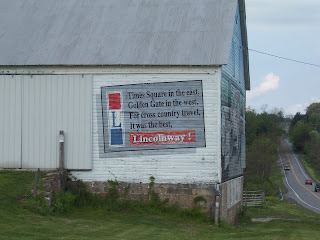 Times Square in the east,
Golden Gate in the west,
For cross country travel,
It was the best,
L
Lincolnway !